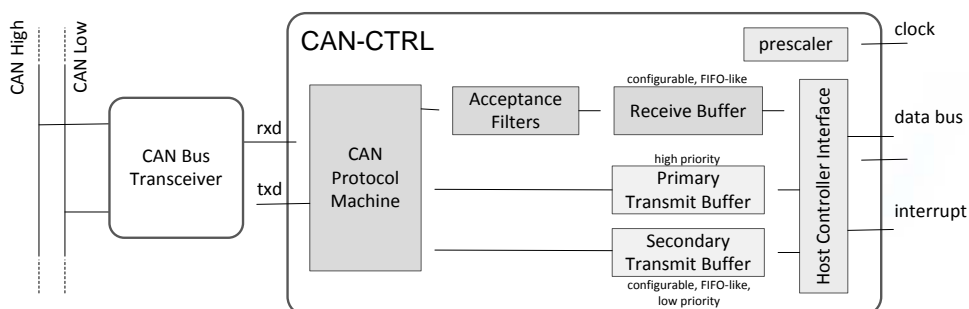 CAN High
CAN Low
CAN-CTRL
prescaler
clock
configurable, FIFO-like
Acceptance
Filters
Receive Buffer
Host Controller Interface
data bus
rxd
CAN Bus
Transceiver
CAN
Protocol
Machine
high priority
Primary
Transmit Buffer
txd
interrupt
Secondary
Transmit Buffer
configurable, FIFO-like,
low priority